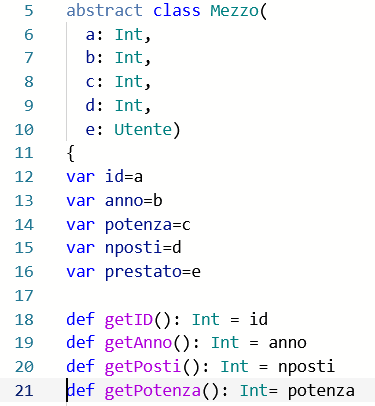 5 abstract class Mezzo(
6 a: Int,
7 b: Int,
8 c: Int,
9 d: Int,
10 e: Utente)
11 {
12 var id=a
13 var anno=b
14 var potenza=c
15 var nposti=d
16 var prestato=e
17
18 def getID(): Int = id
19 def getAnno(): Int = anno
20 def getPosti(): Int = nposti
21 def getPotenza(): Int= potenza